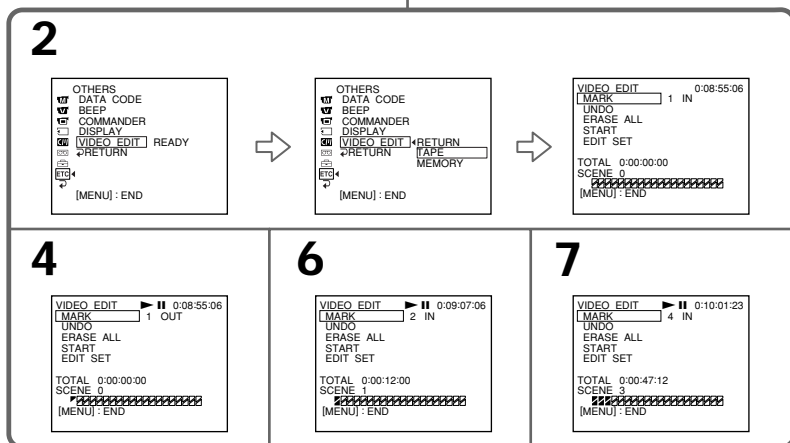 2
OTHERS
DATA CODE
BEEP
COMMANDER
DISPLAY
VIDEO EDIT READY
RETURN
ETC
[MENU] : END
OTHERS
DATA CODE
BEEP
COMMANDER
DISPLAY
VIDEO EDIT RETURN
RETURN TAPE
MEMORY
ETC
[MENU] : END
VIDEO EDIT 0:08:55:06
MARK 1 IN
UNDO
ERASE ALL
START
EDIT SET
TOTAL 0:00:00:00
SCENE 0
[MENU] : END
4
VIDEO EDIT 0:08:55:06
MARK 1 OUT
UNDO
ERASE ALL
START
EDIT SET
TOTAL 0:00:00:00
SCENE 0
[MENU] : END
6
VIDEO EDIT 0:09:07:06
MARK 2 IN
UNDO
ERASE ALL
START
EDIT SET
TOTAL 0:00:12:00
SCENE 1
[MENU] : END
7
VIDEO EDIT 0:10:01:23
MARK 4 IN
UNDO
ERASE ALL
START
EDIT SET
TOTAL 0:00:47:12
SCENE 3
[MENU] : END